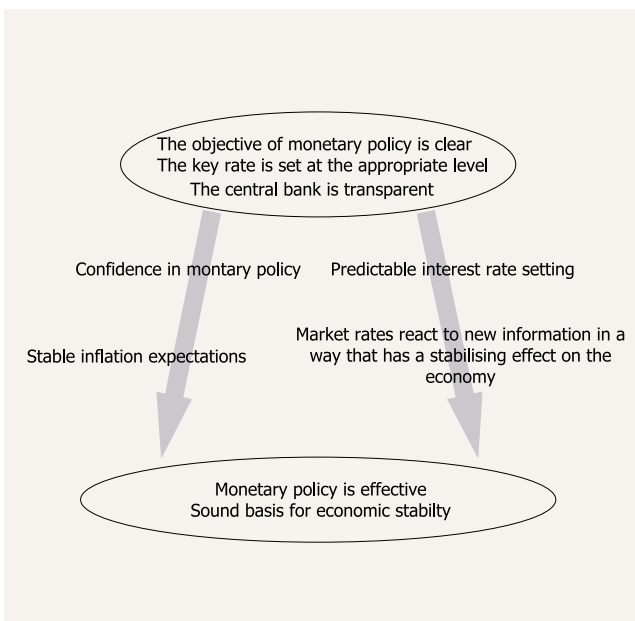 The objective of monetary policy is clear
The key rate is set at the appropriate level
The central bank is transparent
Confidence in montary policy
Predictable interest rate setting
Stable inflation expectations
Market rates react to new information in a
way that has a stabilising effect on the
economy
Monetary policy is effective
Sound basis for economic stabilty